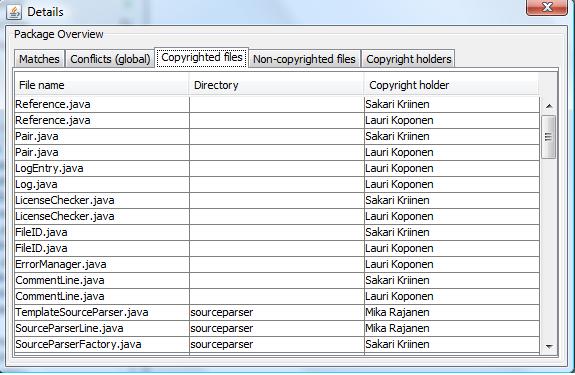 Details
Package Overview
Matches Conflicts (global) Copyrighted files Non-copyrighted files Copyright holders
File name Directory Copyright holder
Reference.java Sakari Kriinen
Reference.java Lauri Koponen
Pair.java Sakari Kriinen
Pair.java Lauri Koponen
LogEntry.java Lauri Koponen
Log.java Lauri Koponen
LicenseChecker.java Sakari Kriinen
LicenseChecker.java Lauri Koponen
FileID.java Sakari Kriinen
FileID.java Lauri Koponen
ErrorManager.java Lauri Koponen
CommentLine.java Sakari Kriinen
CommentLine.java Lauri Koponen
TemplateSourceParser.java sourceparser Mika Rajanen
SourceParserLine.java sourceparser Mika Rajanen
SourceParserFactory.java sourceparser Sakari Kriinen